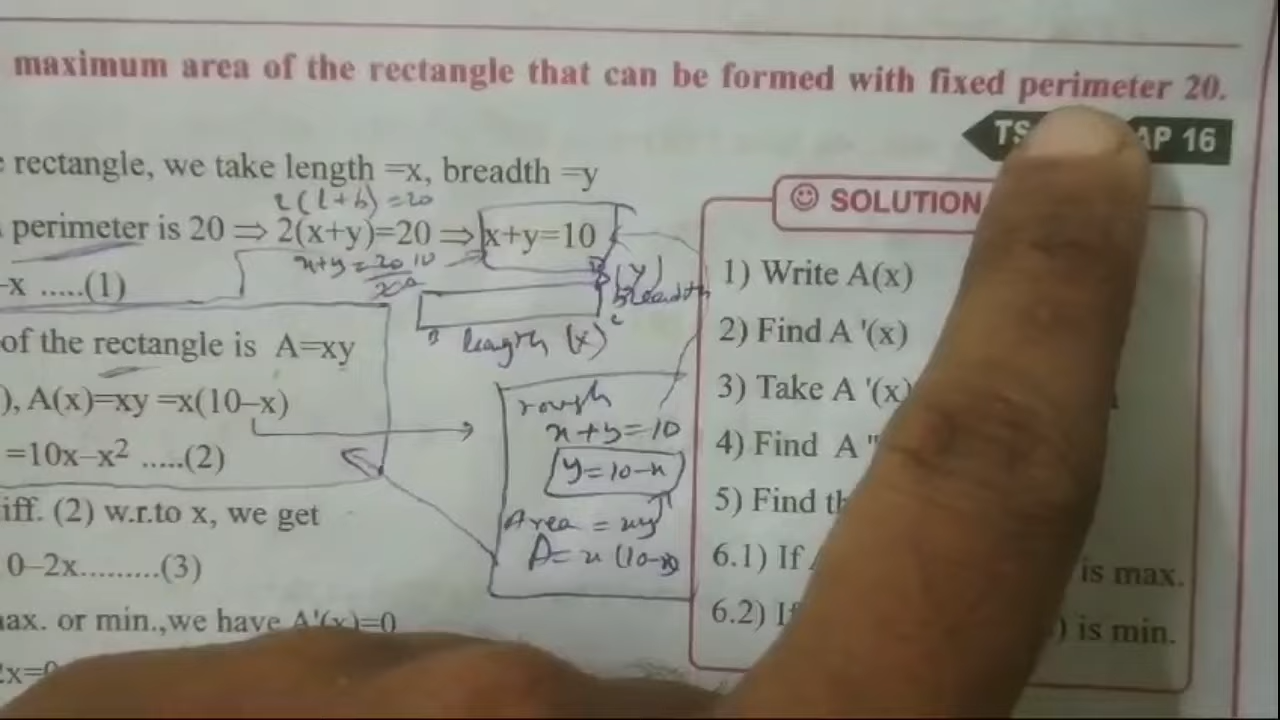 maximum area of the rectangle that can be formed with fixed perimeter 20.
TS AP 16
rectangle, we take length =x, breadth =y
2(l+b)=20
perimeter is 20 ⇒ 2(x+y)=20 ⇒ x+y=10
x+y=20 10
–x .....(1)
(y)
breadth
length (x)
of the rectangle is A=xy
), A(x)=xy =x(10–x)
=10x–x² .....(2)
iff. (2) w.r.to x, we get
0–2x.........(3)
ax. or min.,we have A'(x)=0
rough
x+y=10
y=10-x
Area = xy
A=x(10-x)
☺ SOLUTION
1) Write A(x)
2) Find A '(x)
3) Take A '(x)
4) Find A "
5) Find
6.1) If is max.
6.2) ) is min.